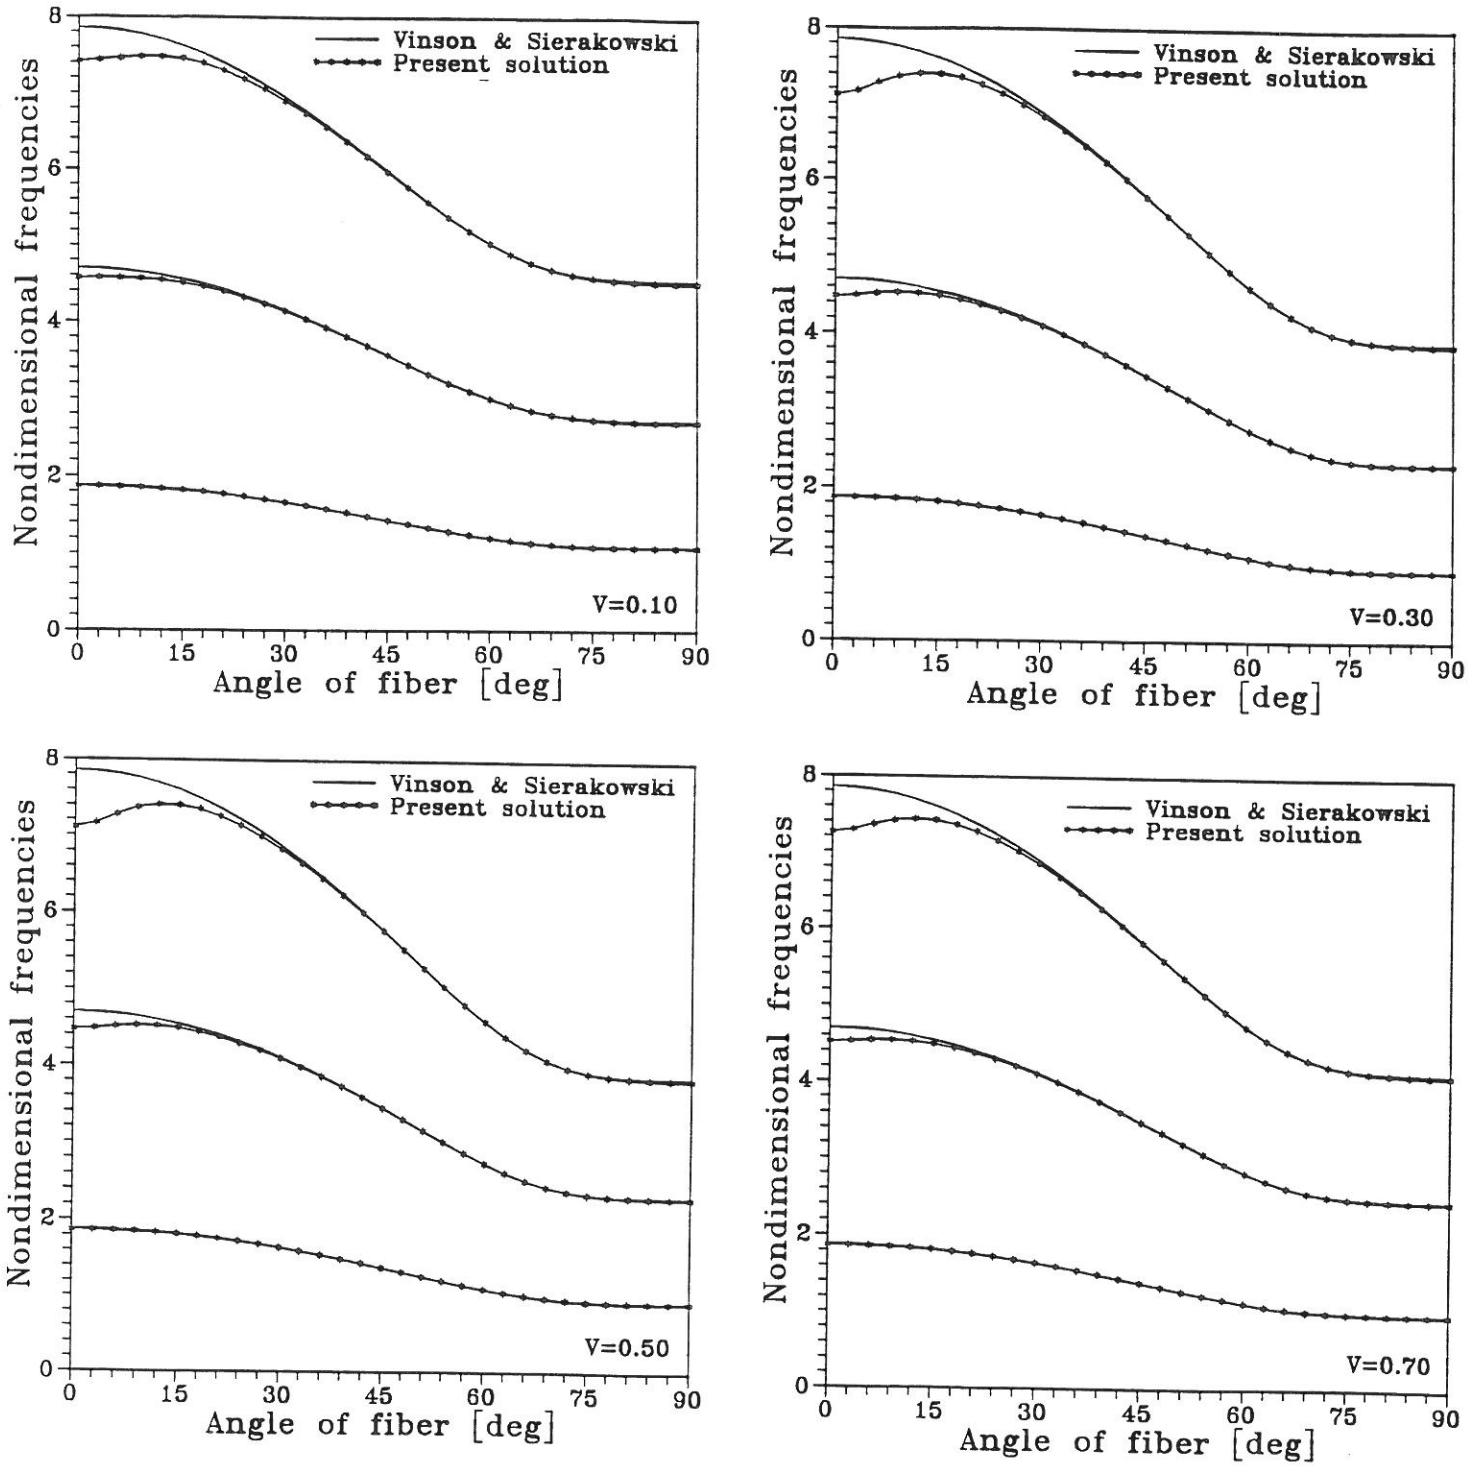 Nondimensional frequencies
8
6
4
2
0
Vinson & Sierakowski
Present solution
V=0.10
0 15 30 45 60 75 90
Angle of fiber [deg]
Nondimensional frequencies
8
6
4
2
0
Vinson & Sierakowski
Present solution
V=0.30
0 15 30 45 60 75 90
Angle of fiber [deg]
Nondimensional frequencies
8
6
4
2
0
Vinson & Sierakowski
Present solution
V=0.50
0 15 30 45 60 75 90
Angle of fiber [deg]
Nondimensional frequencies
8
6
4
2
0
Vinson & Sierakowski
Present solution
V=0.70
0 15 30 45 60 75 90
Angle of fiber [deg]